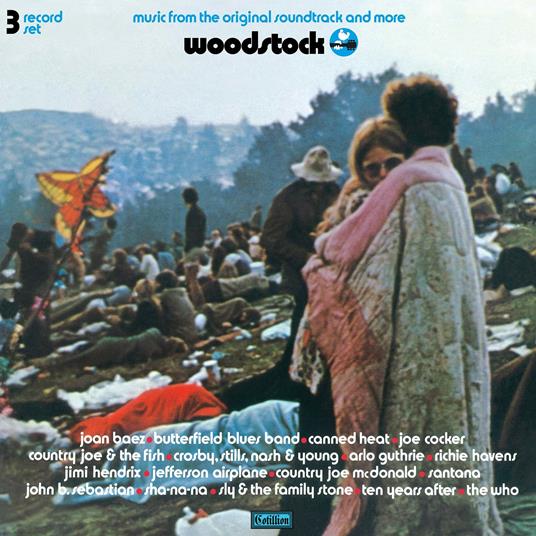 3 record
set
music from the original soundtrack and more
woodstock
joan baez • butterfield blues band • canned heat • joe cocker
country joe & the fish • crosby, stills, nash & young • arlo guthrie • richie havens
jimi hendrix • jefferson airplane • country joe mcdonald • santana
john b. sebastian • sha-na-na • sly & the family stone • ten years after • the who
Cotillion